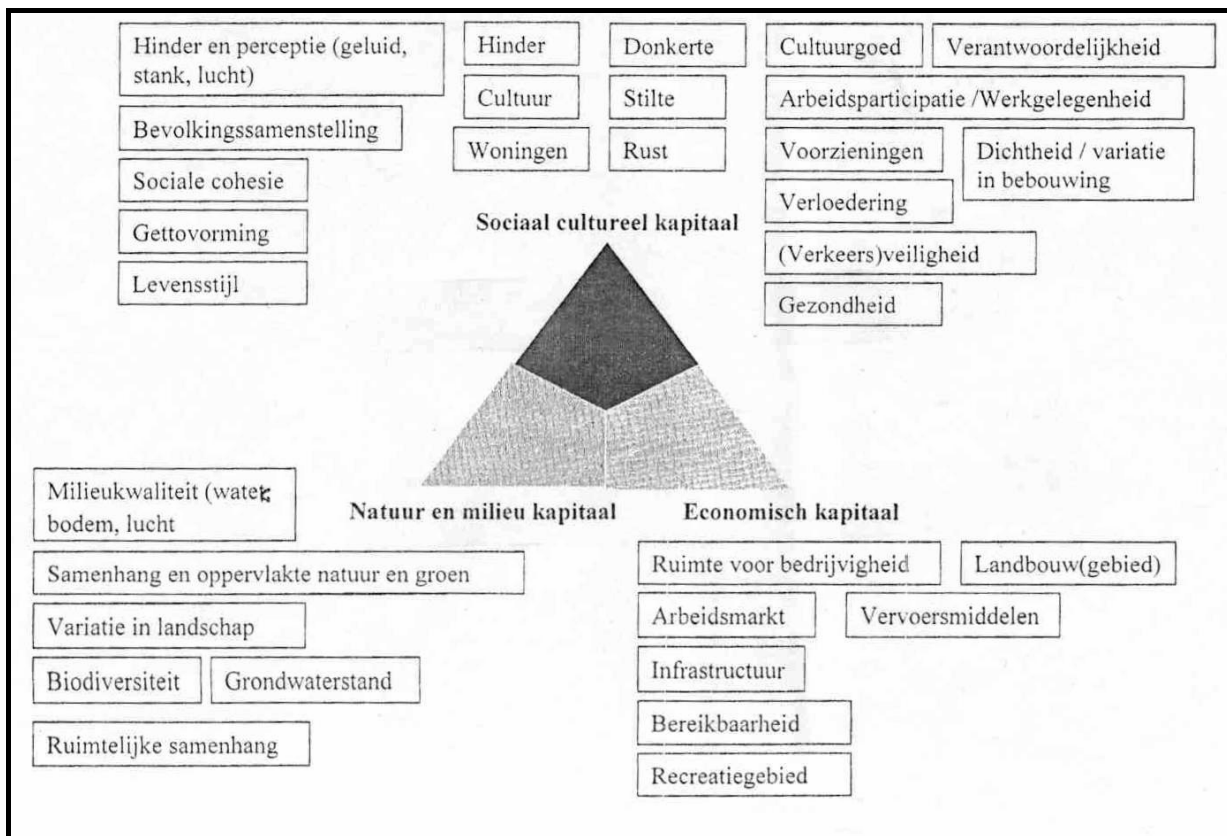 Hinder en perceptie (geluid,
stank, lucht)
Bevolkingssamenstelling
Sociale cohesie
Gettovorming
Levensstijl
Hinder
Donkerte
Cultuur
Stilte
Woningen
Rust
Cultuurgoed
Verantwoordelijkheid
Arbeidsparticipatie /Werkgelegenheid
Voorzieningen
Dichtheid / variatie
in bebouwing
Verloedering
(Verkeers)veiligheid
Gezondheid
Sociaal cultureel kapitaal
Natuur en milieu kapitaal
Economisch kapitaal
Milieukwaliteit (water,
bodem, lucht
Samenhang en oppervlakte natuur en groen
Variatie in landschap
Biodiversiteit
Grondwaterstand
Ruimtelijke samenhang
Ruimte voor bedrijvigheid
Landbouw(gebied)
Arbeidsmarkt
Vervoersmiddelen
Infrastructuur
Bereikbaarheid
Recreatiegebied